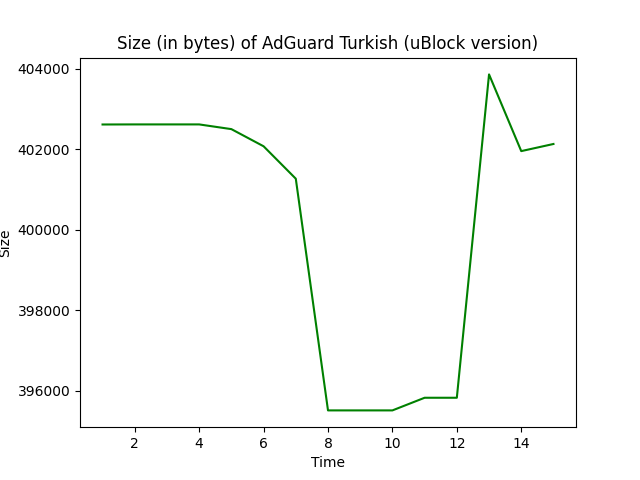 Size (in bytes) of AdGuard Turkish (uBlock version)
404000
402000
400000
398000
396000
Size
2 4 6 8 10 12 14
Time